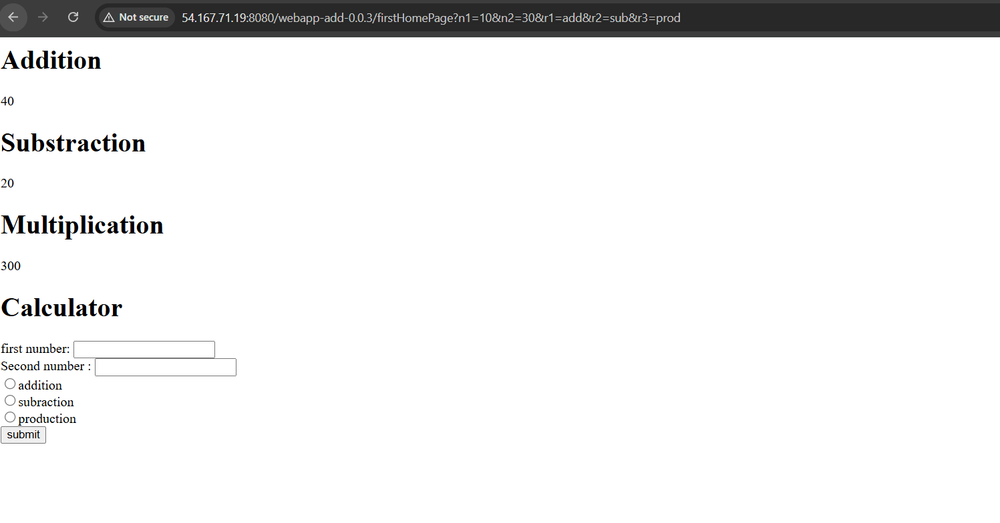 Not secure 54.167.71.19:8080/webapp-add-0.0.3/firstHomePage?n1=10&n2=30&r1=add&r2=sub&r3=prod
Addition
40
Substraction
20
Multiplication
300
Calculator
first number:
Second number :
addition
subraction
production
submit